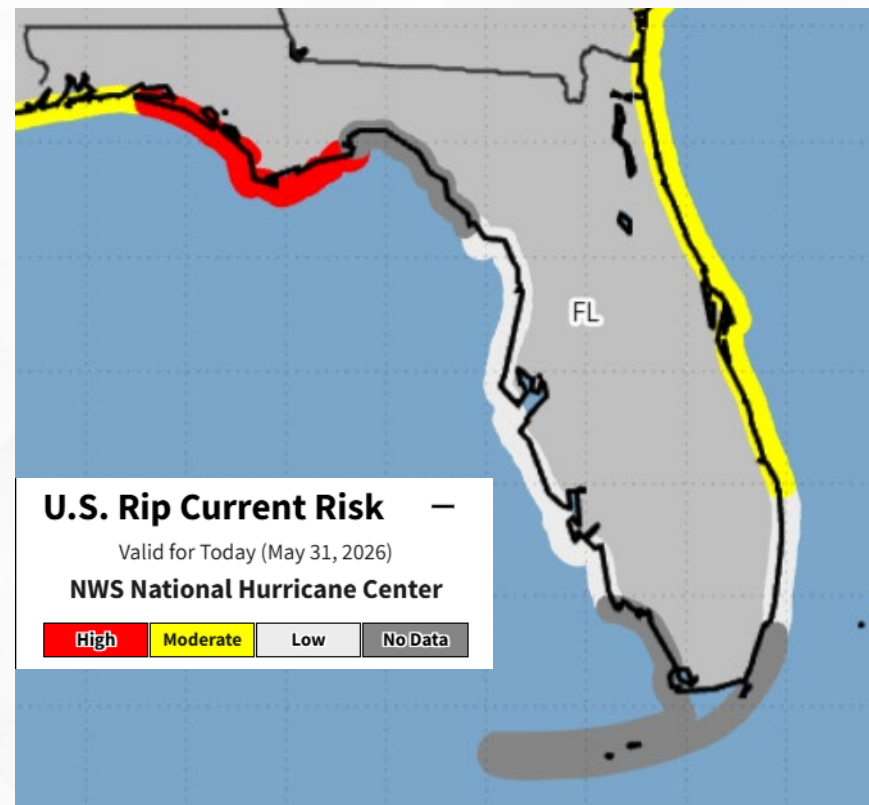 FL
U.S. Rip Current Risk −
Valid for Today (May 31, 2026)
NWS National Hurricane Center
High Moderate Low No Data